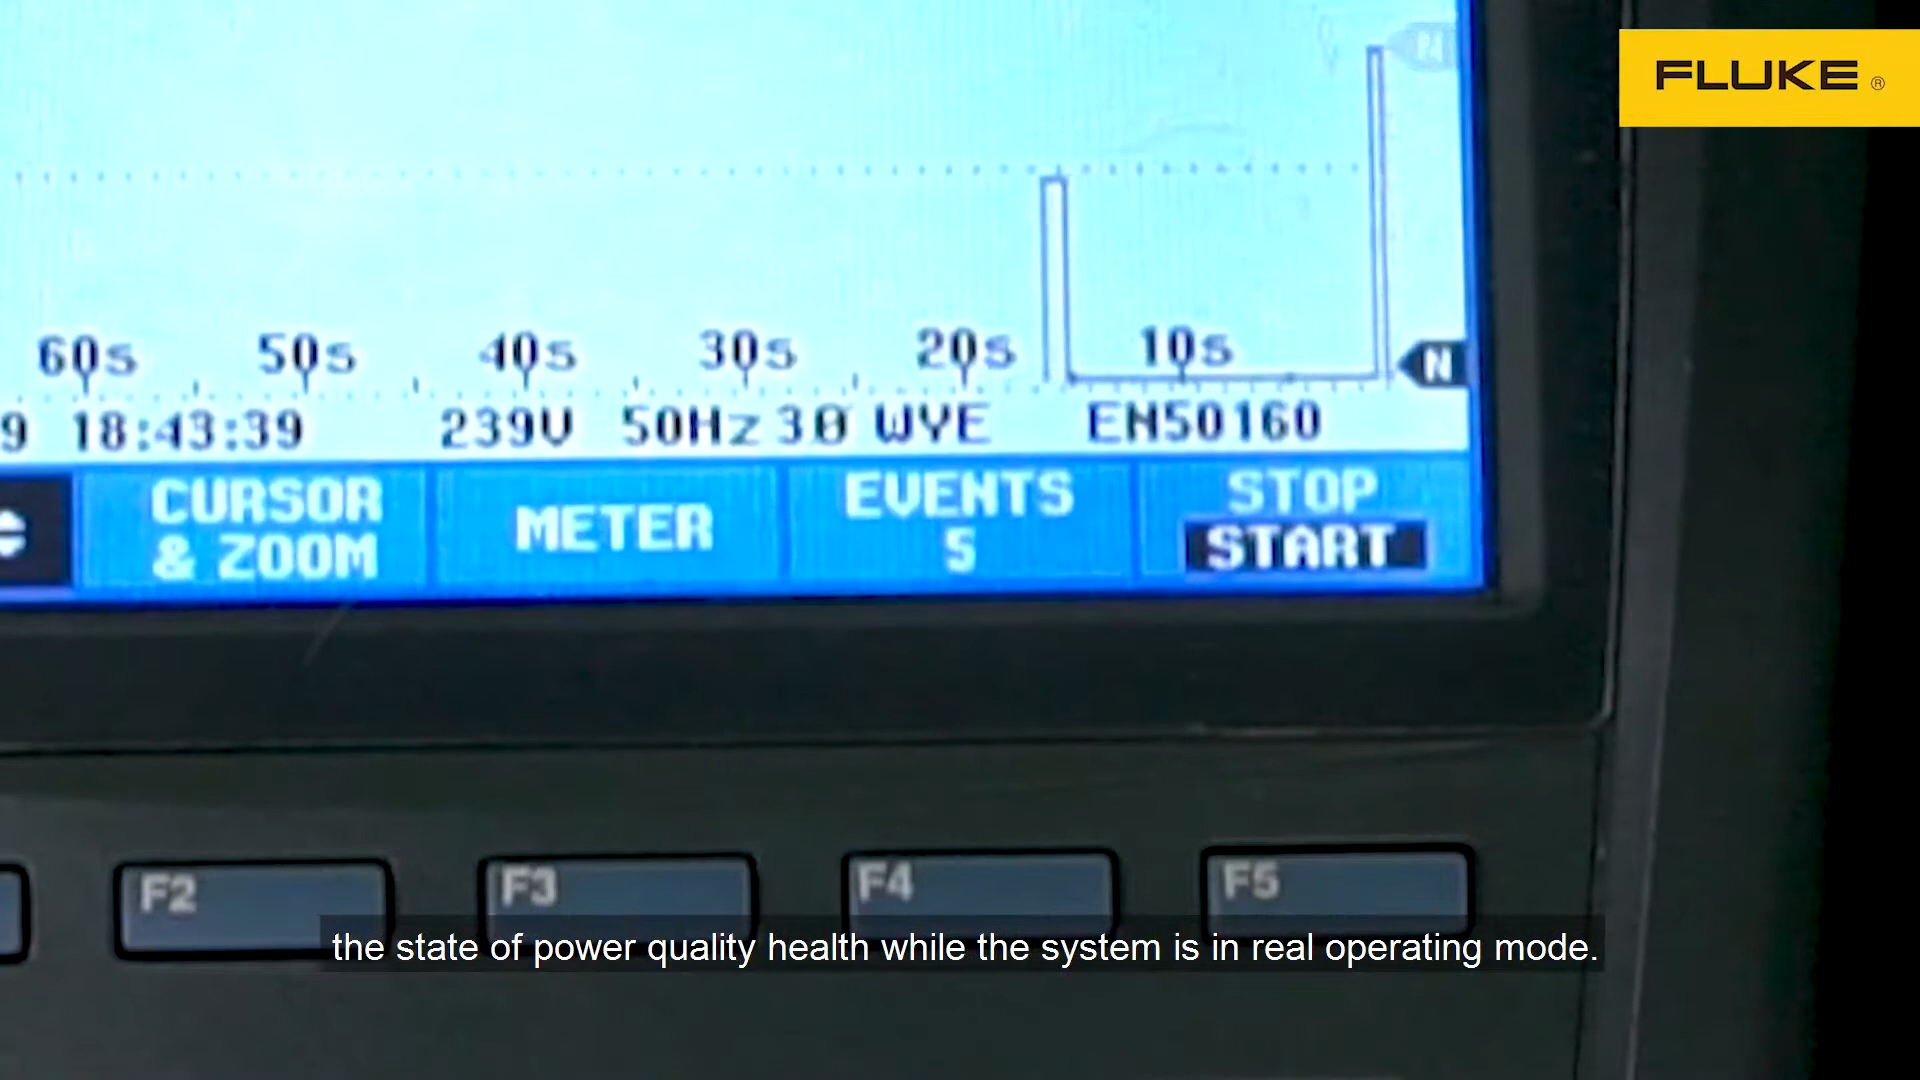 FLUKE ®
60s 50s 40s 30s 20s 10s
N
9 18:43:39 239V 50Hz 3Ø WYE EN50160
CURSOR & ZOOM
METER
EVENTS 5
STOP START
F2 F3 F4 F5
the state of power quality health while the system is in real operating mode.